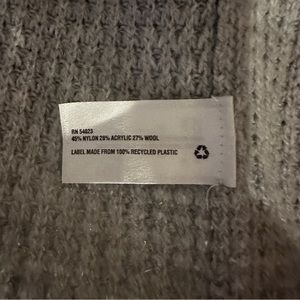 RN 54023
45% NYLON 28% ACRYLIC 27% WOOL
LABEL MADE FROM 100% RECYCLED PLASTIC